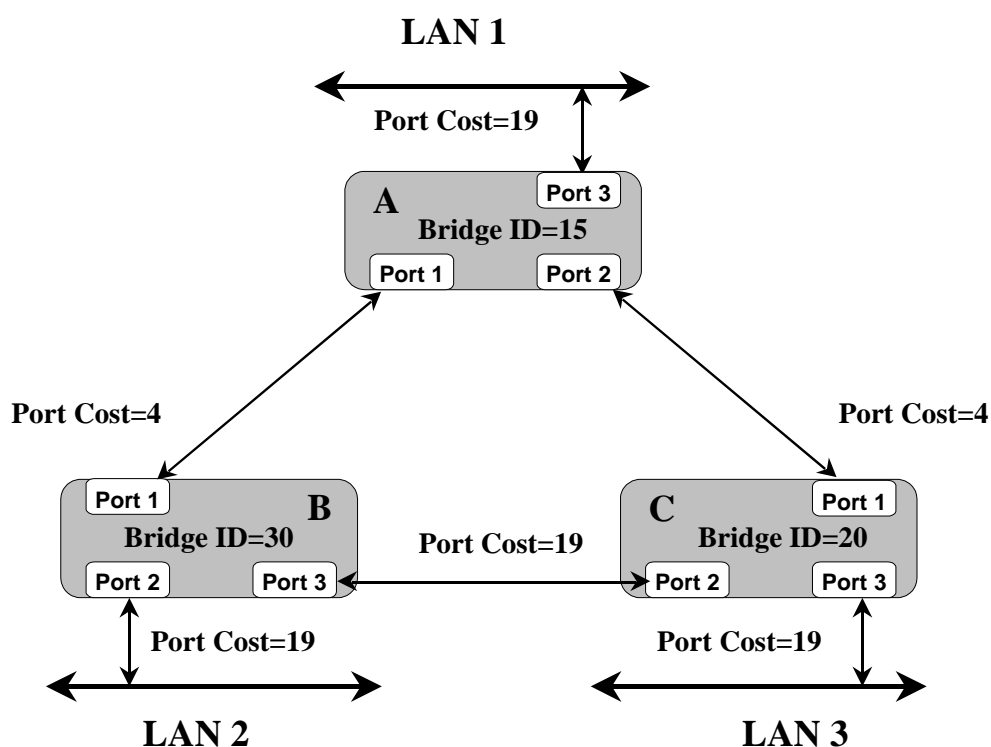 LAN 1
Port Cost=19
Port 3
A
Bridge ID=15
Port 1
Port 2
Port Cost=4
Port Cost=4
Port 1
B
Bridge ID=30
Port 2
Port 3
Port Cost=19
C
Port 1
Bridge ID=20
Port 2
Port 3
Port Cost=19
Port Cost=19
LAN 2
LAN 3